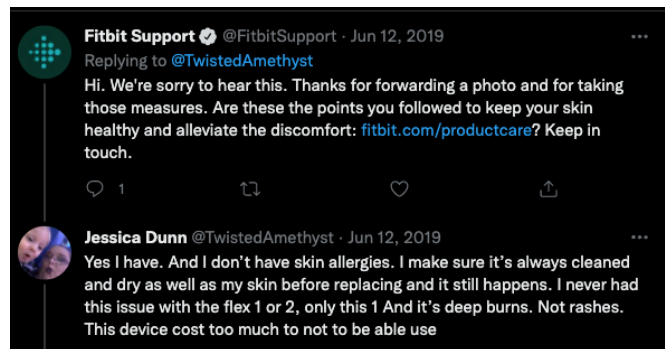 Fitbit Support @FitbitSupport · Jun 12, 2019
Replying to @TwistedAmethyst
Hi. We're sorry to hear this. Thanks for forwarding a photo and for taking
those measures. Are these the points you followed to keep your skin
healthy and alleviate the discomfort: fitbit.com/productcare? Keep in
touch.
1
Jessica Dunn @TwistedAmethyst · Jun 12, 2019
Yes I have. And I don’t have skin allergies. I make sure it’s always cleaned
and dry as well as my skin before replacing and it still happens. I never had
this issue with the flex 1 or 2, only this 1 And it’s deep burns. Not rashes.
This device cost too much to not to be able use